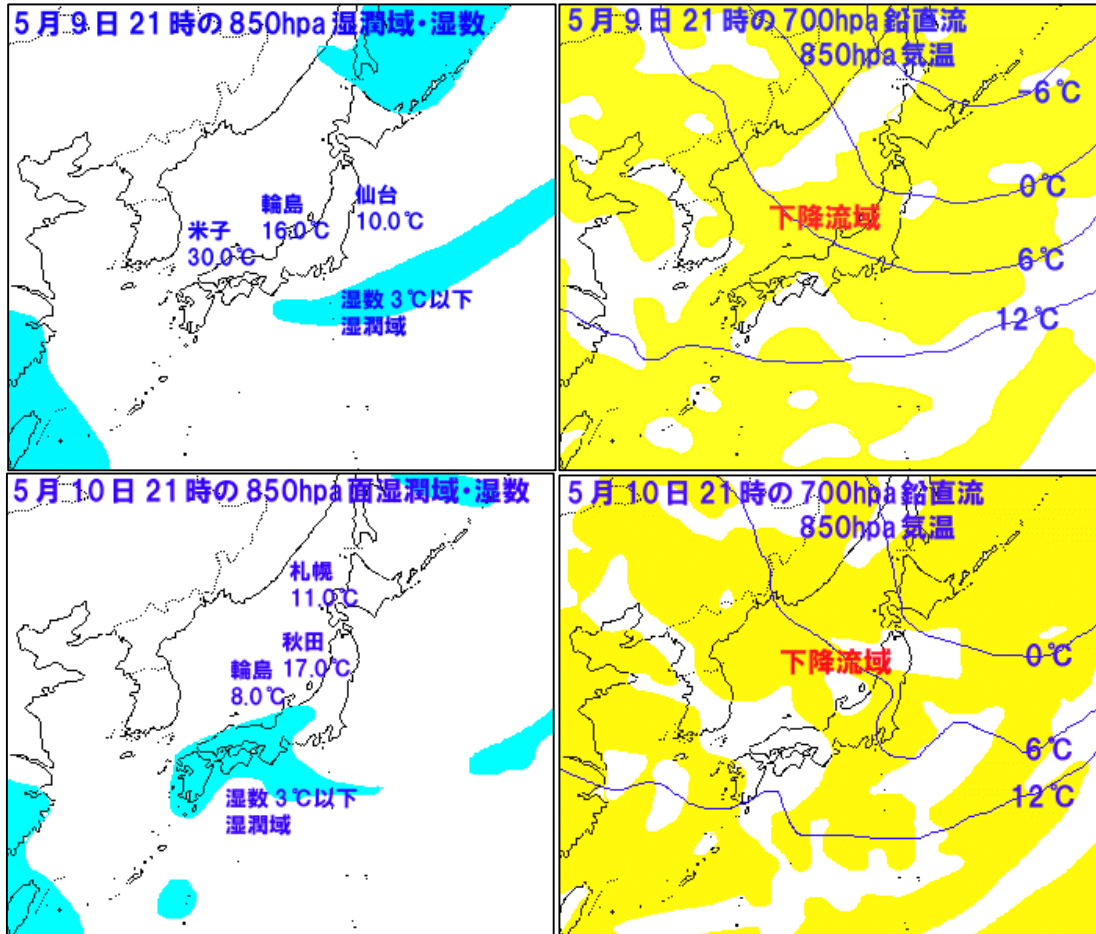 5月9日21時の850hpa湿潤域・湿数
仙台
10.0℃
輪島
16.0℃
米子
30.0℃
湿数3℃以下
湿潤域
5月9日21時の700hpa鉛直流
850hpa気温
-6℃
0℃
下降流域
6℃
12℃
5月10日21時の850hpa面湿潤域・湿数
札幌
11.0℃
秋田
17.0℃
輪島
8.0℃
湿数3℃以下
湿潤域
5月10日21時の700hpa鉛直流
850hpa気温
0℃
下降流域
6℃
12℃